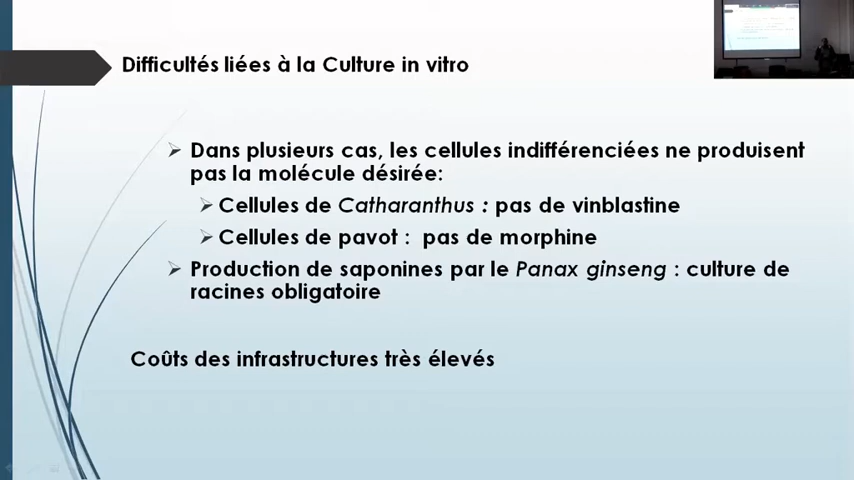 Difficultés liées à la Culture in vitro
Dans plusieurs cas, les cellules indifférenciées ne produisent
pas la molécule désirée:
Cellules de Catharanthus : pas de vinblastine
Cellules de pavot : pas de morphine
Production de saponines par le Panax ginseng : culture de
racines obligatoire
Coûts des infrastructures très élevés